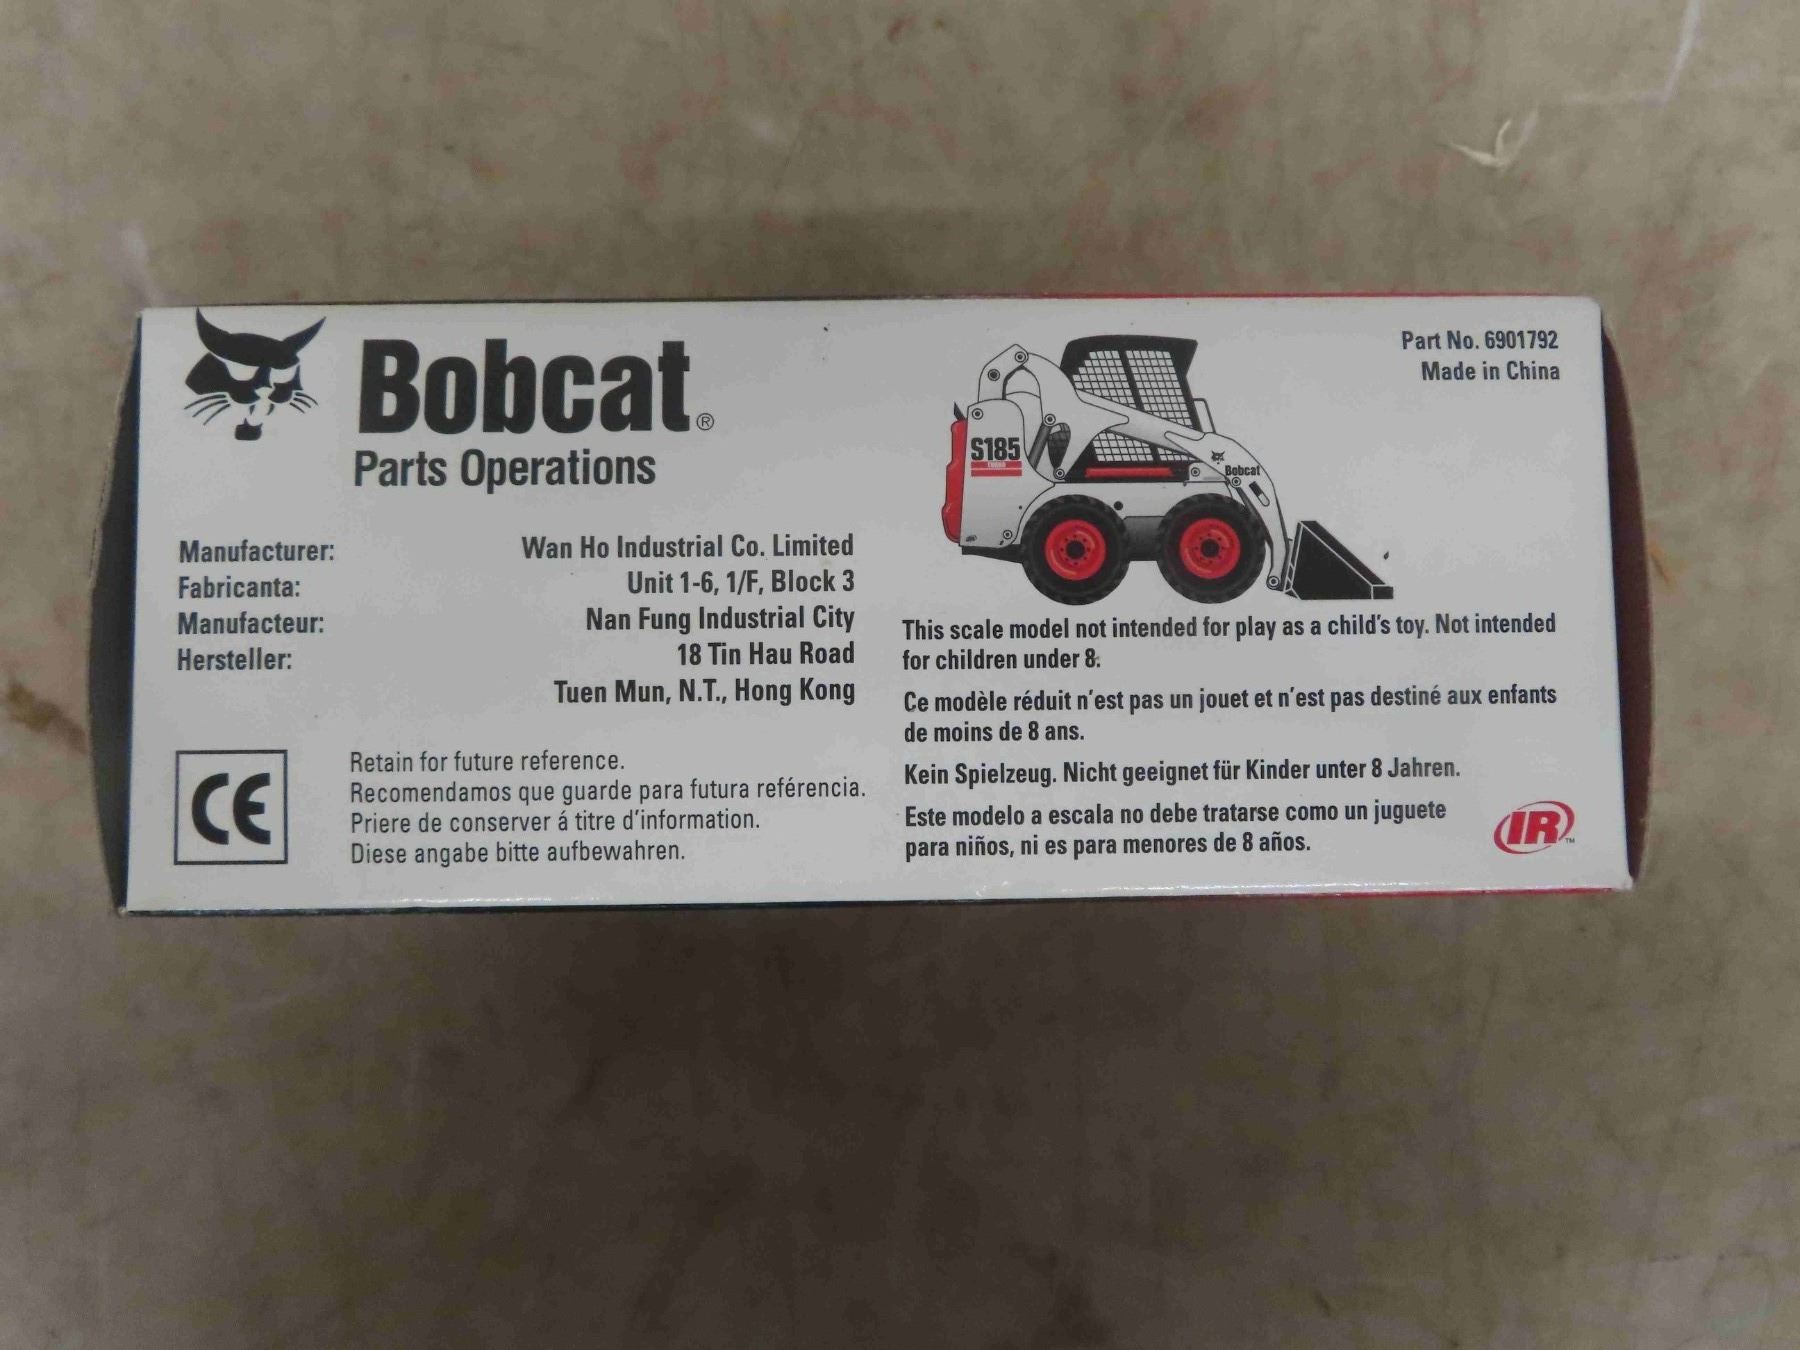 Bobcat®
Parts Operations
Manufacturer:
Fabricanta:
Manufacteur:
Hersteller:
Wan Ho Industrial Co. Limited
Unit 1-6, 1/F, Block 3
Nan Fung Industrial City
18 Tin Hau Road
Tuen Mun, N.T., Hong Kong
CE
Retain for future reference.
Recomendamos que guarde para futura reférencia.
Priere de conserver á titre d'information.
Diese angabe bitte aufbewahren.
S185
Bobcat
Part No. 6901792
Made in China
This scale model not intended for play as a child's toy. Not intended
for children under 8.
Ce modèle réduit n'est pas un jouet et n'est pas destiné aux enfants
de moins de 8 ans.
Kein Spielzeug. Nicht geeignet für Kinder unter 8 Jahren.
Este modelo a escala no debe tratarse como un juguete
para niños, ni es para menores de 8 años.
IR™